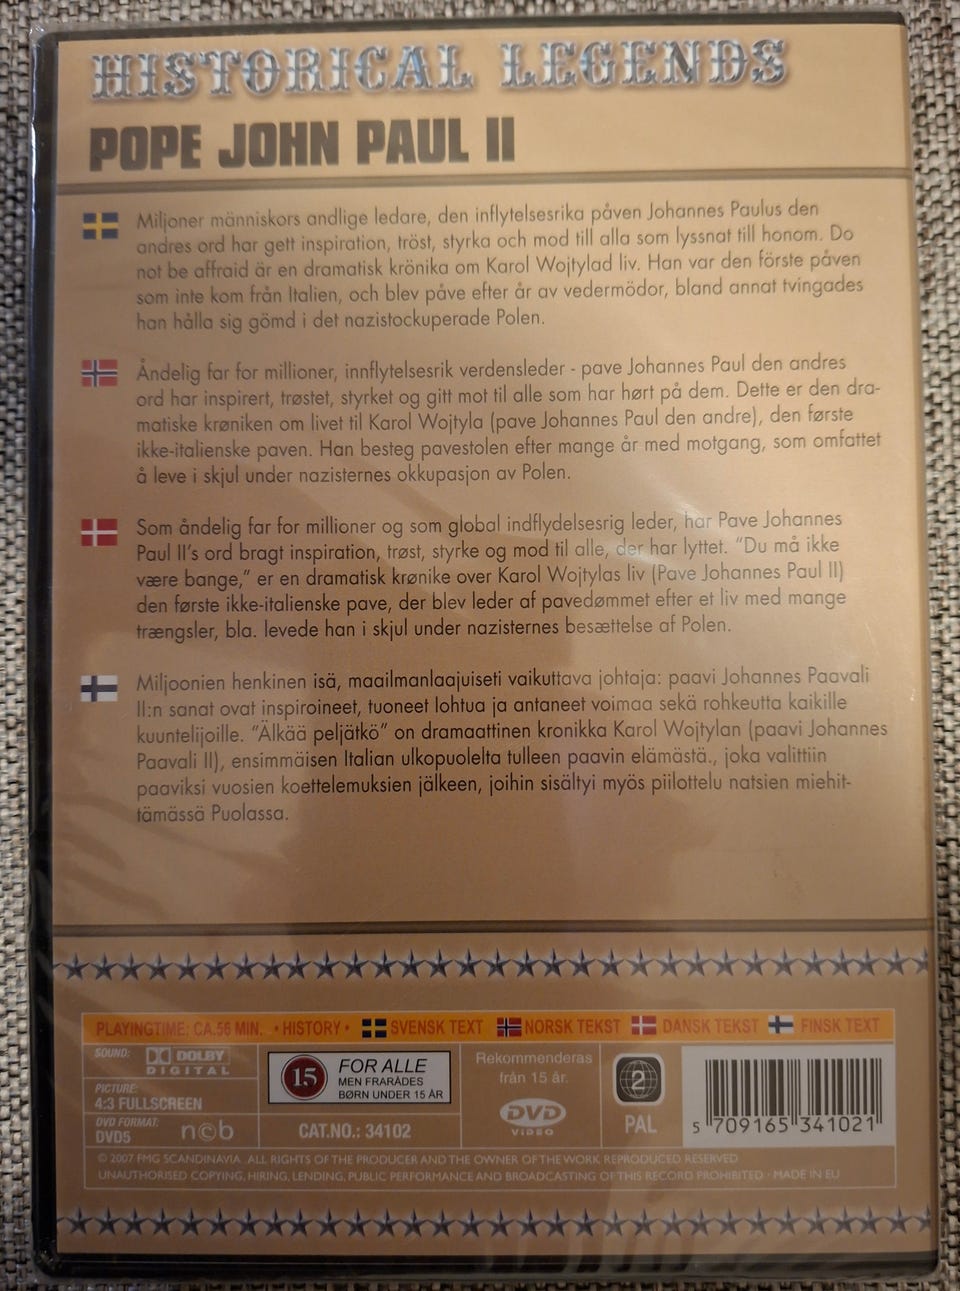 HISTORICAL LEGENDS
POPE JOHN PAUL II
Miljoner människors andlige ledare, den inflytelsesrika påven Johannes Paulus den
andres ord har gett inspiration, tröst, styrka och mod till alla som lyssnat till honom. Do
not be affraid är en dramatisk krönika om Karol Wojtylad liv. Han var den förste påven
som inte kom från Italien, och blev påve efter år av vedermödor, bland annat tvingades
han hålla sig gömd i det nazistockuperade Polen.
Åndelig far for millioner, innflytelsesrik verdensleder - pave Johannes Paul den andres
ord har inspirert, trøstet, styrket og gitt mot til alle som har hørt på dem. Dette er den dra-
matiske krøniken om livet til Karol Wojtyla (pave Johannes Paul den andre), den første
ikke-italienske paven. Han besteg pavestolen efter mange år med motgang, som omfattet
å leve i skjul under nazisternes okkupasjon av Polen.
Som åndelig far for millioner og som global indflydelsesrig leder, har Pave Johannes
Paul II's ord bragt inspiration, trøst, styrke og mod til alle, der har lyttet. "Du må ikke
være bange," er en dramatisk krønike over Karol Wojtylas liv (Pave Johannes Paul II)
den første ikke-italienske pave, der blev leder af pavedømmet efter et liv med mange
trængsler, bla. levede han i skjul under nazisternes besættelse af Polen.
Miljoonien henkinen isä, maailmanlaajuiseti vaikuttava johtaja: paavi Johannes Paavali
II:n sanat ovat inspiroineet, tuoneet lohtua ja antaneet voimaa sekä rohkeutta kaikille
kuuntelijoille. "Älkää peljätkö" on dramaattinen kronikka Karol Wojtylan (paavi Johannes
Paavali II), ensimmäisen Italian ulkopuolelta tulleen paavin elämästä., joka valittiin
paaviksi vuosien koettelemuksien jälkeen, joihin sisältyi myös piilottelu natsien miehit-
tämässä Puolassa.
PLAYINGTIME: CA.56 MIN. • HISTORY • SVENSK TEXT NORSK TEKST DANSK TEKST FINSK TEXT
SOUND: DOLBY
DIGITAL
PICTURE:
4:3 FULLSCREEN
DVD FORMAT:
DVD5
n©b
15 FOR ALLE
MEN FRARÅDES
BØRN UNDER 15 ÅR
CAT.NO.: 34102
Rekommenderas
från 15 år.
DVD
VIDEO
2
PAL
5 709165 341021
© 2007 FMG SCANDINAVIA. ALL RIGHTS OF THE PRODUCER AND THE OWNER OF THE WORK REPRODUCED RESERVED
UNAUTHORISED COPYING, HIRING, LENDING, PUBLIC PERFORMANCE AND BROADCASTING OF THIS RECORD PROHIBITED · MADE IN EU